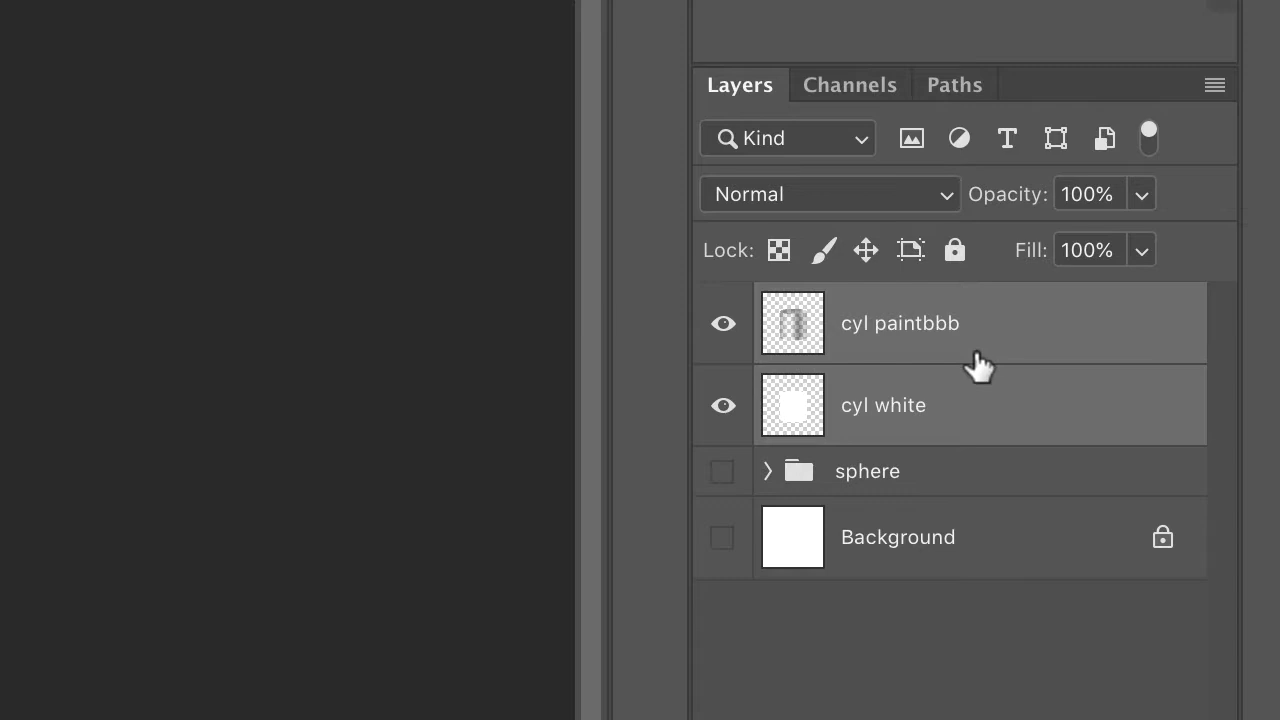 Layers Channels Paths
Kind
Normal Opacity: 100%
Lock: Fill: 100%
cyl paintbbb
cyl white
sphere
Background